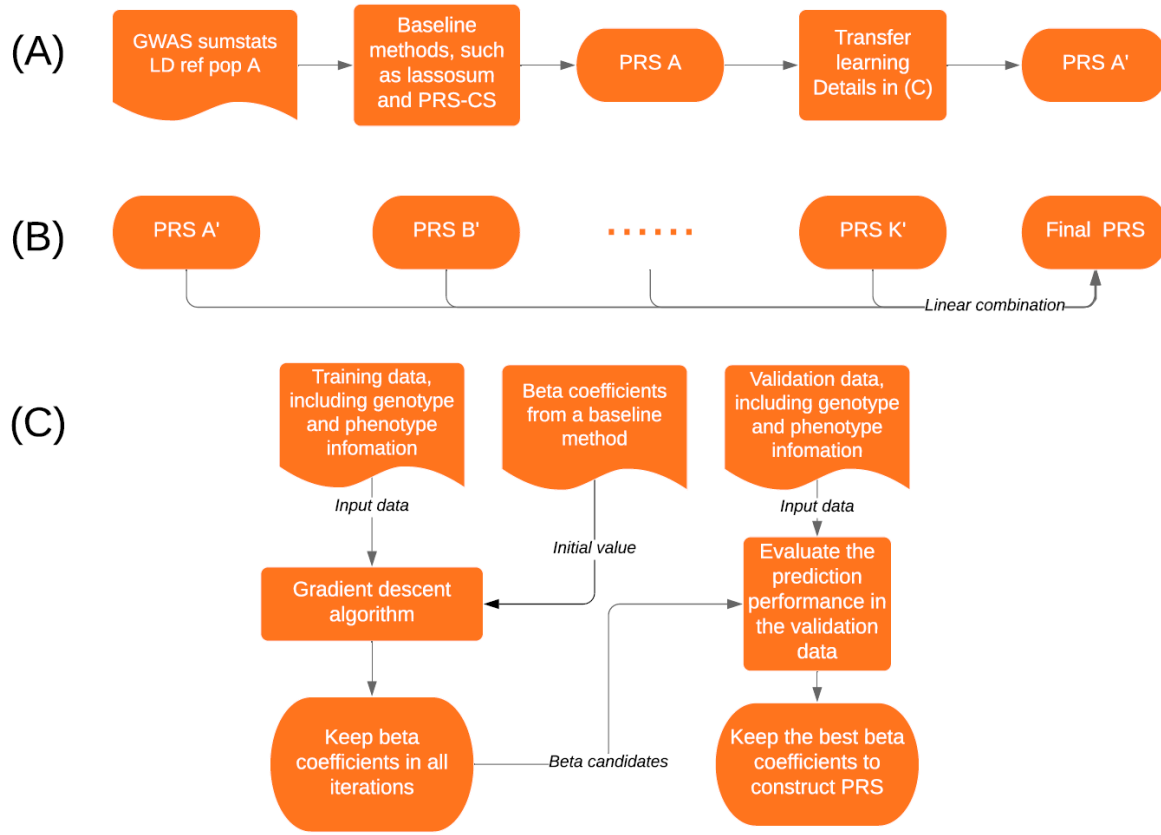 (A)
GWAS sumstats
LD ref pop A
Baseline
methods, such
as lassosum
and PRS-CS
PRS A
Transfer
learning
Details in (C)
PRS A'
(B)
PRS A'
PRS B'
......
PRS K'
Final PRS
Linear combination
(C)
Training data,
including genotype
and phenotype
infomation
Beta coefficients
from a baseline
method
Validation data,
including genotype
and phenotype
infomation
Input data
Initial value
Input data
Gradient descent
algorithm
Evaluate the
prediction
performance in
the validation
data
Keep beta
coefficients in all
iterations
Beta candidates
Keep the best beta
coefficients to
construct PRS